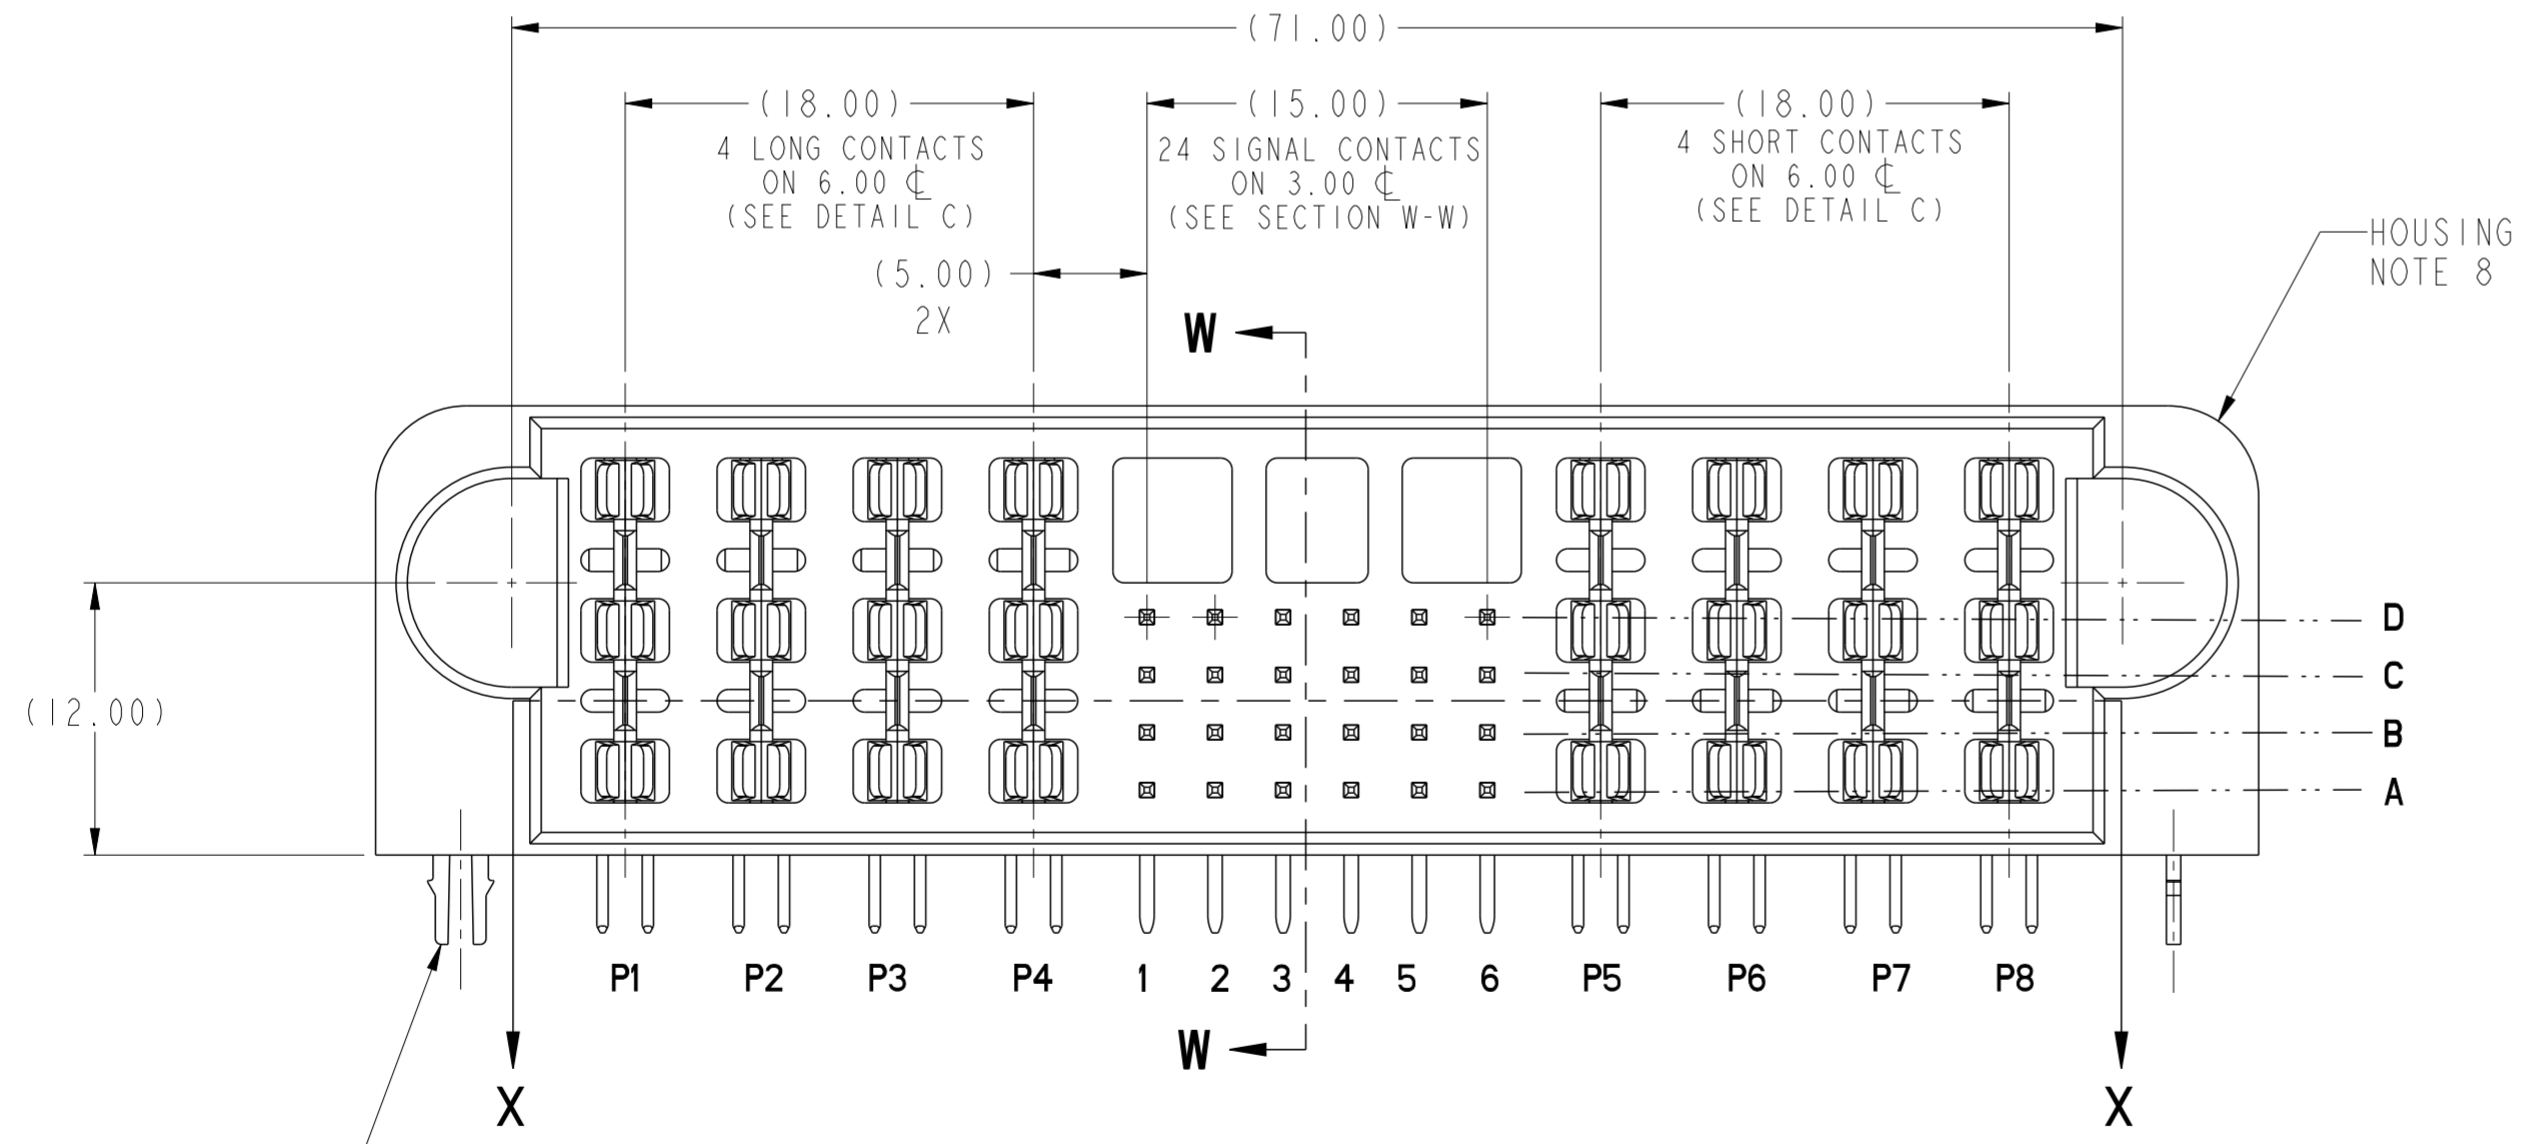 (71.00)
(18.00)
4 LONG CONTACTS
ON 6.00 ℄
(SEE DETAIL C)
(15.00)
24 SIGNAL CONTACTS
ON 3.00 ℄
(SEE SECTION W-W)
(18.00)
4 SHORT CONTACTS
ON 6.00 ℄
(SEE DETAIL C)
HOUSING
NOTE 8
(5.00)
2X
W
D
C
(12.00)
B
A
P1 P2 P3 P4 1 2 3 4 5 6 P5 P6 P7 P8
W
X X